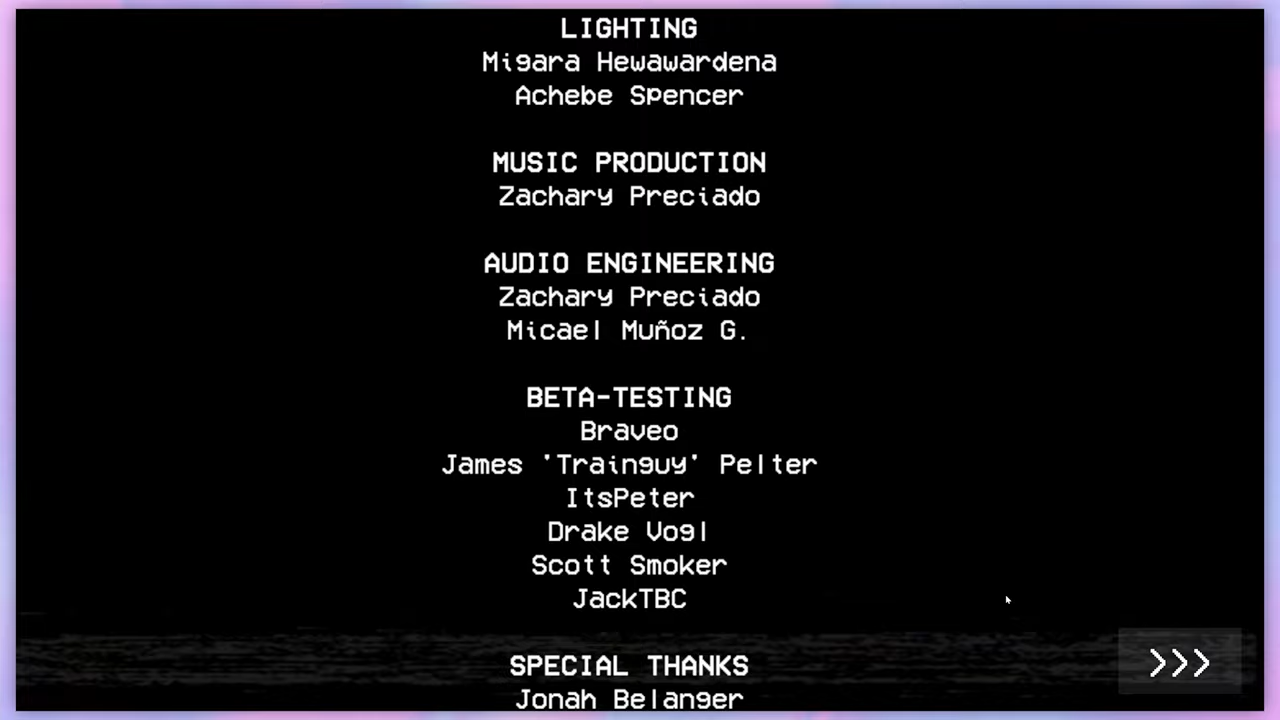 LIGHTING
Migara Hewawardena
Achebe Spencer
MUSIC PRODUCTION
Zachary Preciado
AUDIO ENGINEERING
Zachary Preciado
Micael Muñoz G.
BETA-TESTING
Braveo
James 'Trainguy' Pelter
ItsPeter
Drake Vogl
Scott Smoker
JackTBC
SPECIAL THANKS
Jonah Belanger
>>>